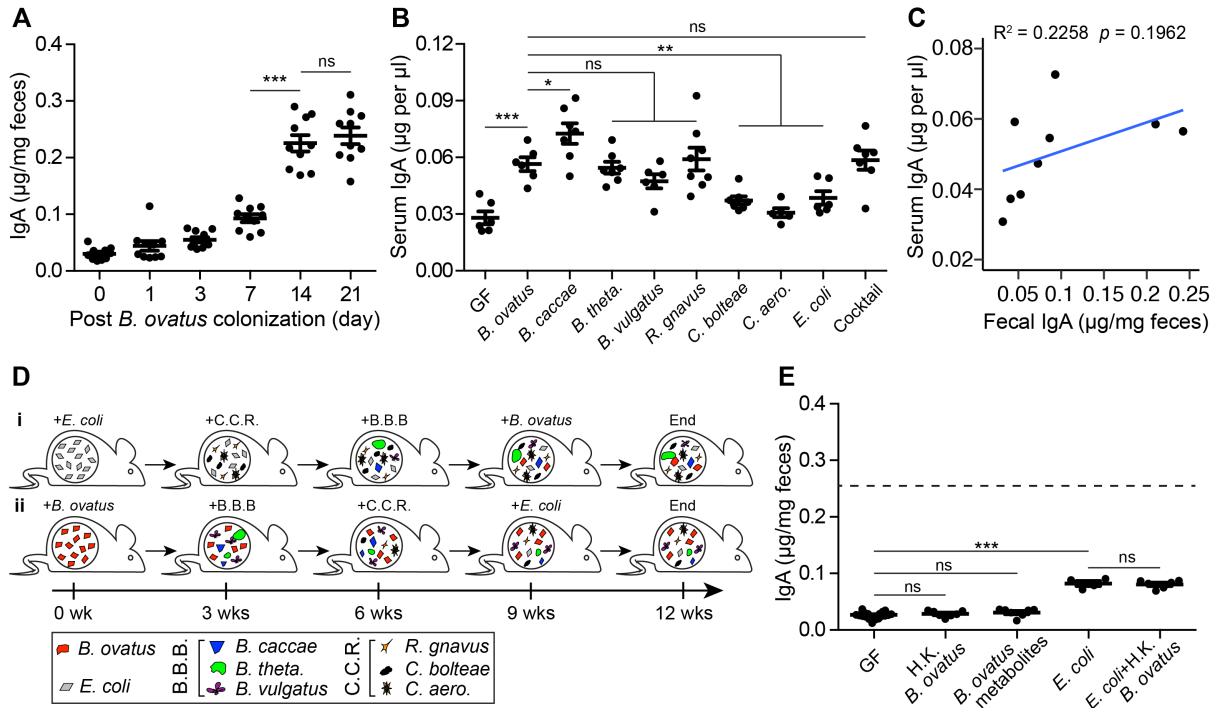 A
IgA (µg/mg feces)
0.4
0.3
0.2
0.1
0.0
***
ns
0 1 3 7 14 21
Post B. ovatus colonization (day)
B
Serum IgA (µg per µl)
0.12
0.09
0.06
0.03
0.00
ns
**
ns
*
***
GF
B. ovatus
B. caccae
B. theta.
B. vulgatus
R. gnavus
C. bolteae
C. aero.
E. coli
Cocktail
C
R² = 0.2258 p = 0.1962
Serum IgA (µg per µl)
0.08
0.06
0.04
0.02
0.05 0.1 0.15 0.2 0.25
Fecal IgA (µg/mg feces)
D
i
+E. coli
+C.C.R.
+B.B.B
+B. ovatus
End
ii
+B. ovatus
+B.B.B
+C.C.R.
+E. coli
End
0 wk
3 wks
6 wks
9 wks
12 wks
B. ovatus
E. coli
B.B.B.
B. caccae
B. theta.
B. vulgatus
C.C.R.
R. gnavus
C. bolteae
C. aero.
E
IgA (µg/mg feces)
0.4
0.3
0.2
0.1
0.0
***
ns
ns
ns
GF
H.K.
B. ovatus
B. ovatus
metabolites
E. coli
E. coli+H.K.
B. ovatus